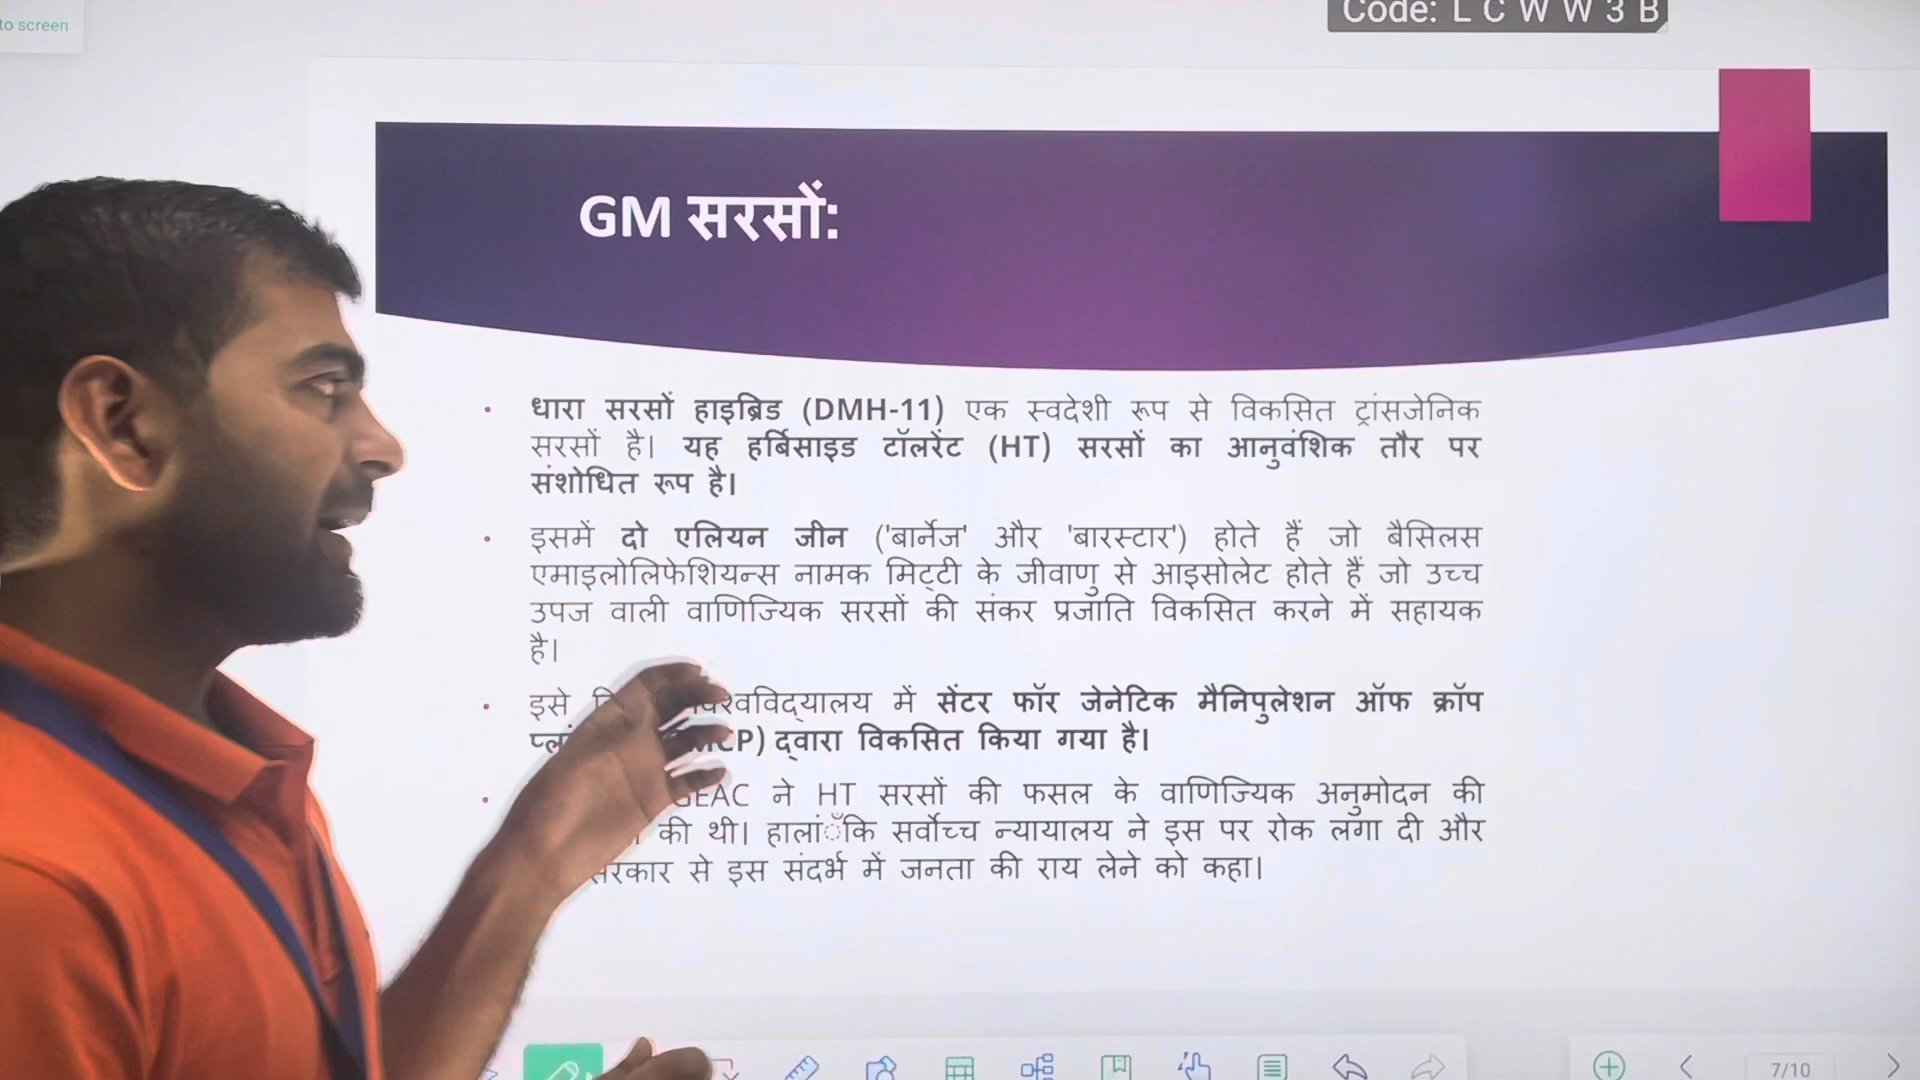 to screen
Code: L C W W 3 B
GM सरसों:
• धारा सरसों हाइब्रिड (DMH-11) एक स्वदेशी रूप से विकसित ट्रांसजेनिक
सरसों है। यह हर्बिसाइड टॉलरेंट (HT) सरसों का आनुवंशिक तौर पर
संशोधित रूप है।
• इसमें दो एलियन जीन ('बार्नेज' और 'बारस्टार') होते हैं जो बैसिलस
एमाइलोलिफेशियन्स नामक मिट्टी के जीवाणु से आइसोलेट होते हैं जो उच्च
उपज वाली वाणिज्यिक सरसों की संकर प्रजाति विकसित करने में सहायक
है।
• इसे में सेंटर फॉर जेनेटिक मैनिपुलेशन ऑफ क्रॉप
द्वारा विकसित किया गया है।
• GEAC ने HT सरसों की फसल के वाणिज्यिक अनुमोदन की
की थी। हालांँकि सर्वोच्च न्यायालय ने इस पर रोक लगा दी और
सरकार से इस संदर्भ में जनता की राय लेने को कहा।
7/10